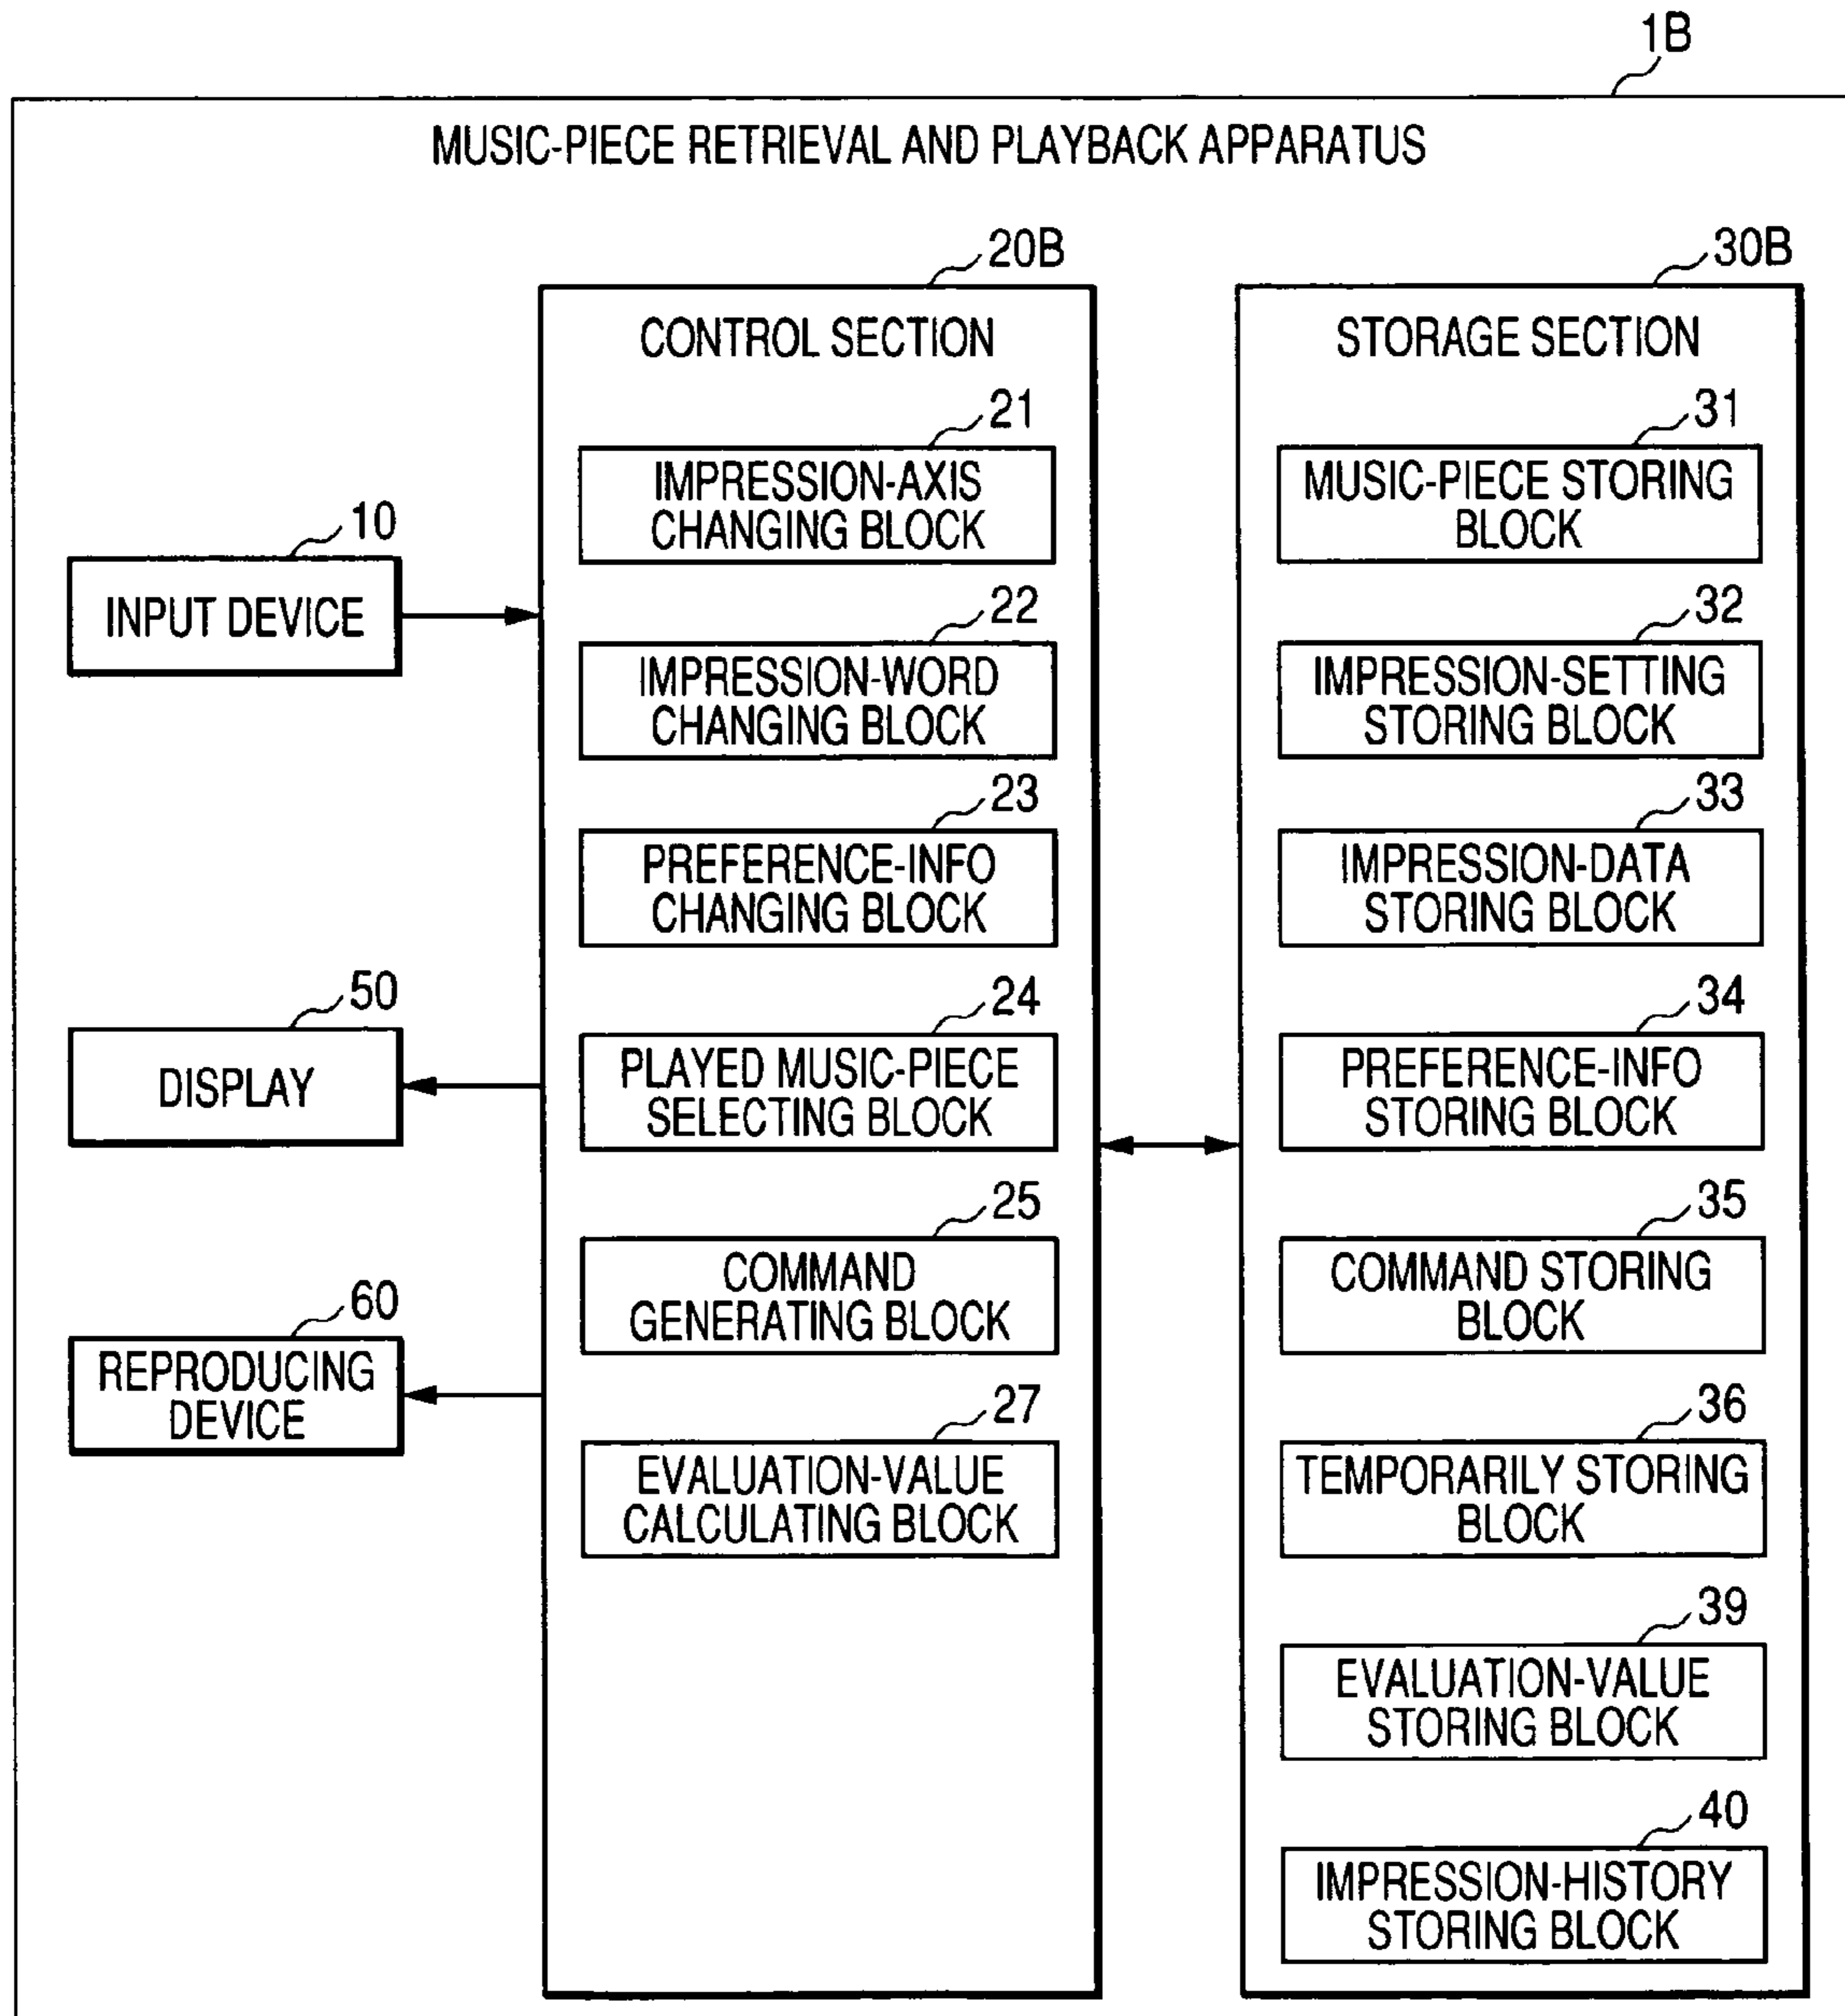 1B
MUSIC-PIECE RETRIEVAL AND PLAYBACK APPARATUS
10
INPUT DEVICE
50
DISPLAY
60
REPRODUCING
DEVICE
20B
CONTROL SECTION
21
IMPRESSION-AXIS
CHANGING BLOCK
22
IMPRESSION-WORD
CHANGING BLOCK
23
PREFERENCE-INFO
CHANGING BLOCK
24
PLAYED MUSIC-PIECE
SELECTING BLOCK
25
COMMAND
GENERATING BLOCK
27
EVALUATION-VALUE
CALCULATING BLOCK
30B
STORAGE SECTION
31
MUSIC-PIECE STORING
BLOCK
32
IMPRESSION-SETTING
STORING BLOCK
33
IMPRESSION-DATA
STORING BLOCK
34
PREFERENCE-INFO
STORING BLOCK
35
COMMAND STORING
BLOCK
36
TEMPORARILY STORING
BLOCK
39
EVALUATION-VALUE
STORING BLOCK
40
IMPRESSION-HISTORY
STORING BLOCK